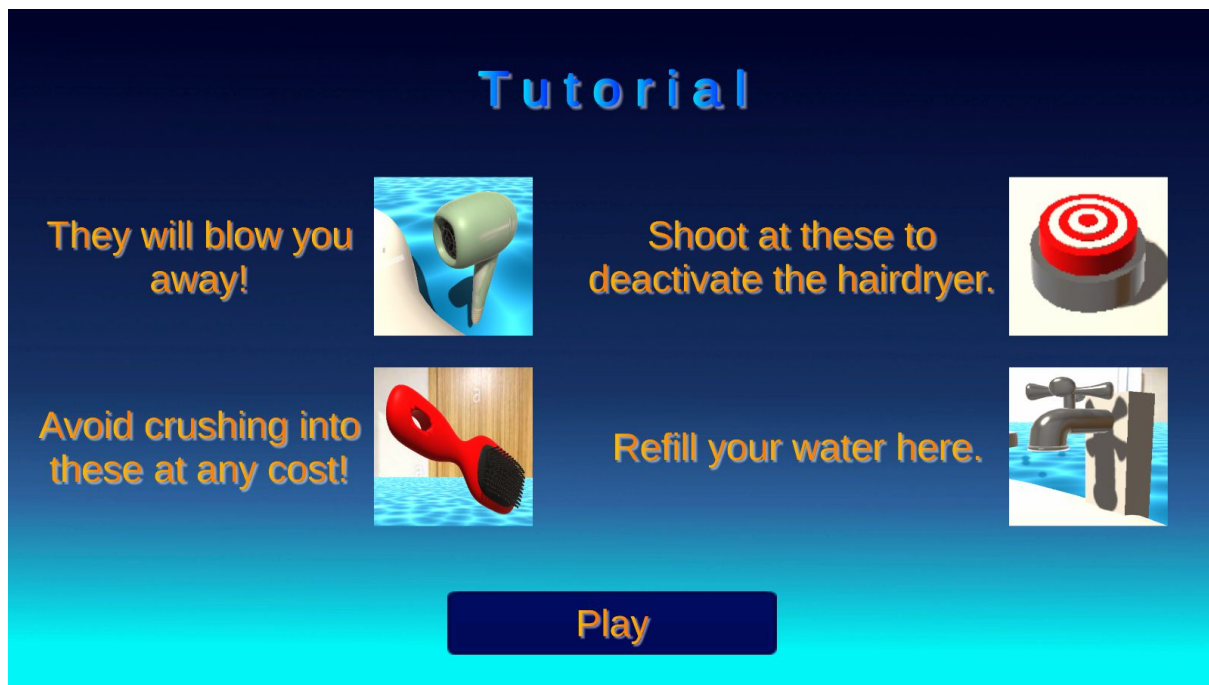 Tutorial
They will blow you
away!
Shoot at these to
deactivate the hairdryer.
Avoid crushing into
these at any cost!
Refill your water here.
Play